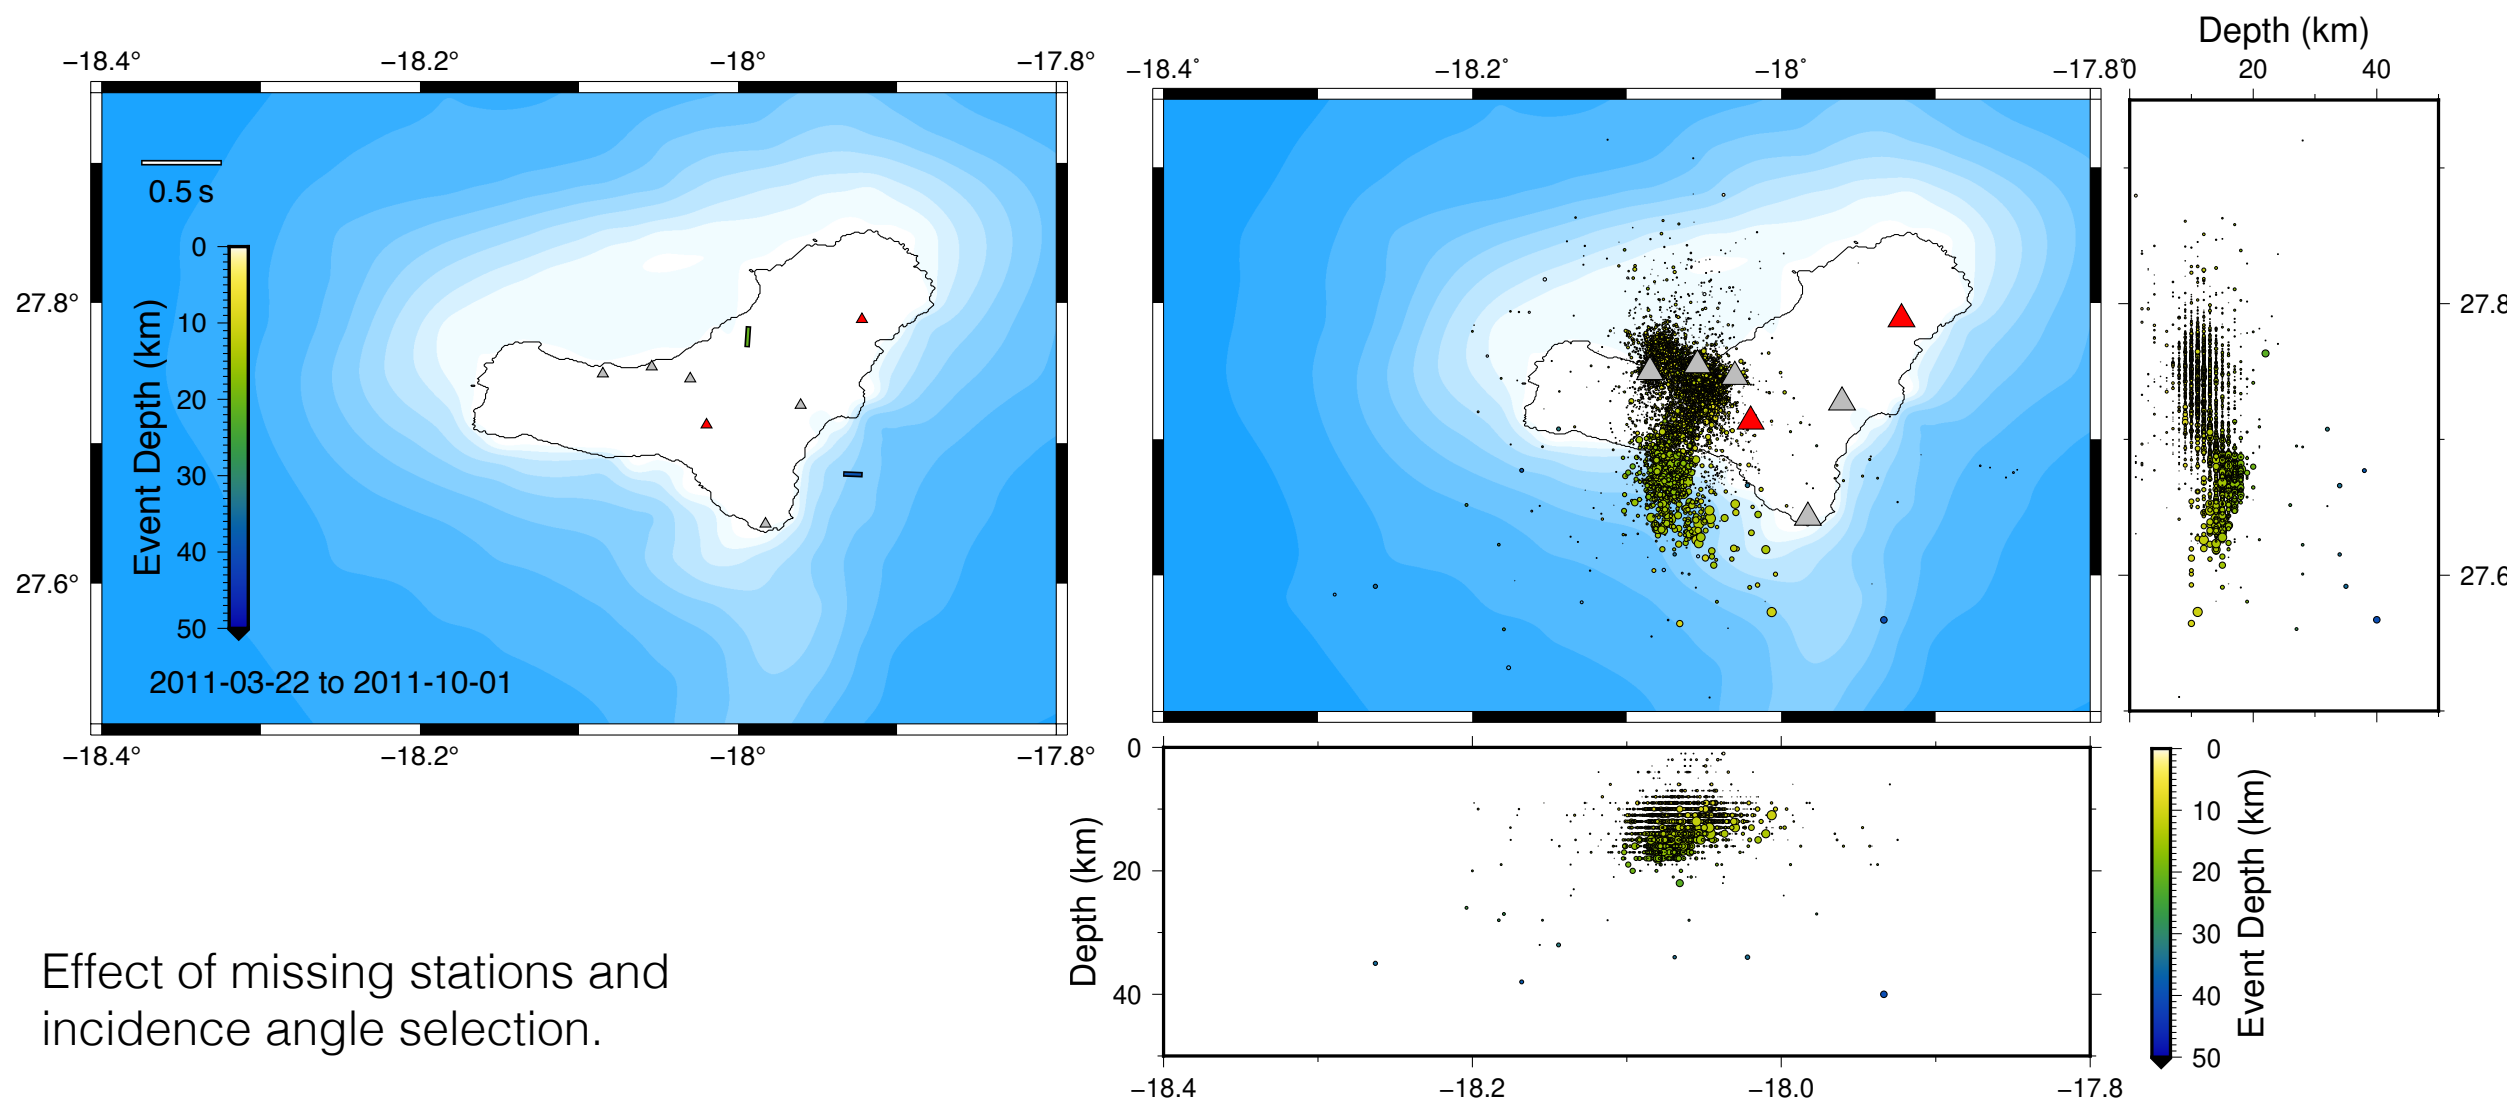 −18.4° −18.2° −18° −17.8°
0.5 s
0
10
20
30
40
50
Event Depth (km)
27.8°
27.6°
2011-03-22 to 2011-10-01
−18.4° −18.2° −18° −17.8°
Effect of missing stations and
incidence angle selection.
−18.4° −18.2° −18° −17.8°
Depth (km)
0 20 40
27.8
27.6
0
20
40
Depth (km)
−18.4 −18.2 −18.0 −17.8
0
10
20
30
40
50
Event Depth (km)